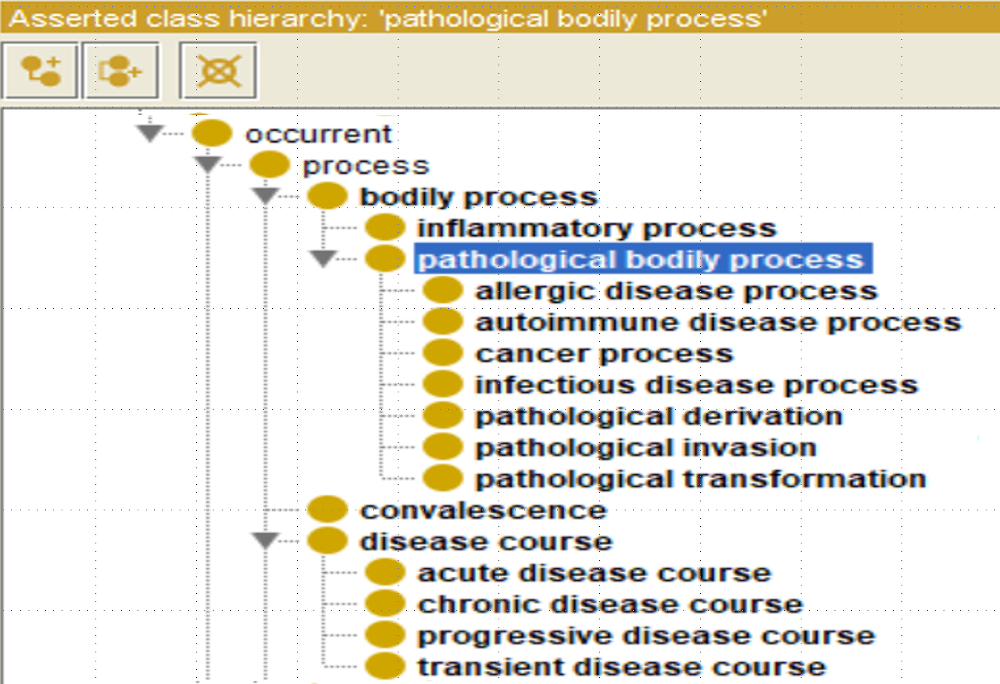 Asserted class hierarchy: 'pathological bodily process'
occurrent
process
bodily process
inflammatory process
pathological bodily process
allergic disease process
autoimmune disease process
cancer process
infectious disease process
pathological derivation
pathological invasion
pathological transformation
convalescence
disease course
acute disease course
chronic disease course
progressive disease course
transient disease course